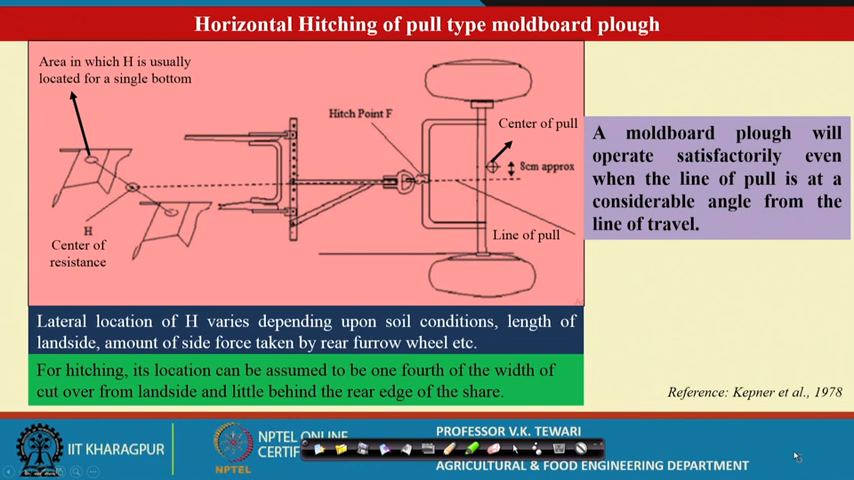 Horizontal Hitching of pull type moldboard plough
Area in which H is usually
located for a single bottom
Hitch Point F
Center of pull
8cm approx
H
Center of
resistance
Line of pull
A moldboard plough will
operate satisfactorily even
when the line of pull is at a
considerable angle from the
line of travel.
Lateral location of H varies depending upon soil conditions, length of
landside, amount of side force taken by rear furrow wheel etc.
For hitching, its location can be assumed to be one fourth of the width of
cut over from landside and little behind the rear edge of the share.
Reference: Kepner et al., 1978
IIT KHARAGPUR
NPTEL
NPTEL ONLINE
CERTIF
PROFESSOR V.K. TEWARI
AGRICULTURAL & FOOD ENGINEERING DEPARTMENT